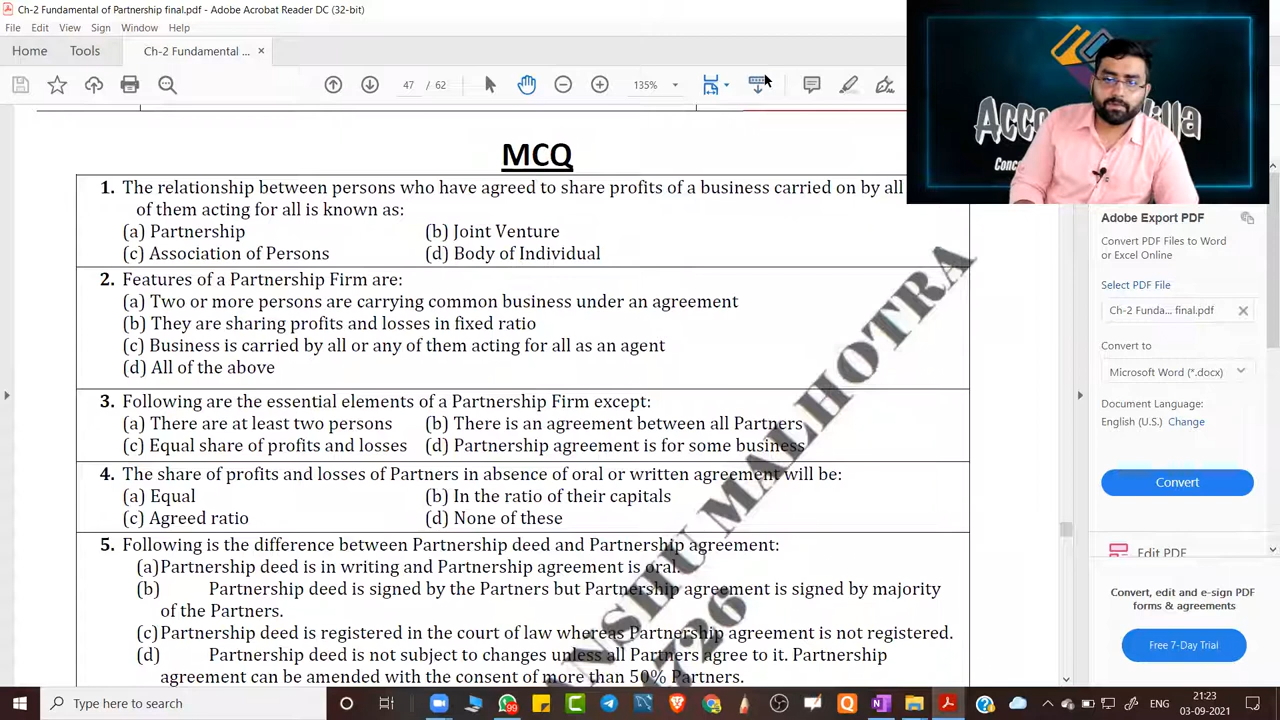 Ch-2 Fundamental of Partnership final.pdf - Adobe Acrobat Reader DC (32-bit)
File Edit View Sign Window Help
Home Tools Ch-2 Fundamental ... ×
47 / 62 135%
MCQ
1. The relationship between persons who have agreed to share profits of a business carried on by all
of them acting for all is known as:
(a) Partnership (b) Joint Venture
(c) Association of Persons (d) Body of Individual
2. Features of a Partnership Firm are:
(a) Two or more persons are carrying common business under an agreement
(b) They are sharing profits and losses in fixed ratio
(c) Business is carried by all or any of them acting for all as an agent
(d) All of the above
3. Following are the essential elements of a Partnership Firm except:
(a) There are at least two persons (b) There is an agreement between all Partners
(c) Equal share of profits and losses (d) Partnership agreement is for some business
4. The share of profits and losses of Partners in absence of oral or written agreement will be:
(a) Equal (b) In the ratio of their capitals
(c) Agreed ratio (d) None of these
5. Following is the difference between Partnership deed and Partnership agreement:
(a)Partnership deed is in writing and Partnership agreement is oral.
(b) Partnership deed is signed by the Partners but Partnership agreement is signed by majority
of the Partners.
(c)Partnership deed is registered in the court of law whereas Partnership agreement is not registered.
(d) Partnership deed is not subject to changes unless all Partners agree to it. Partnership
agreement can be amended with the consent of more than 50% Partners.
ANSHU MALHOTRA
726
Adobe Export PDF
Convert PDF Files to Word
or Excel Online
Select PDF File
Ch-2 Funda... final.pdf ×
Convert to
Microsoft Word (*.docx)
Document Language:
English (U.S.) Change
Convert
Edit PDF
Convert, edit and e-sign PDF
forms & agreements
Free 7-Day Trial
Type here to search
99
ENG
21:23
03-09-2021